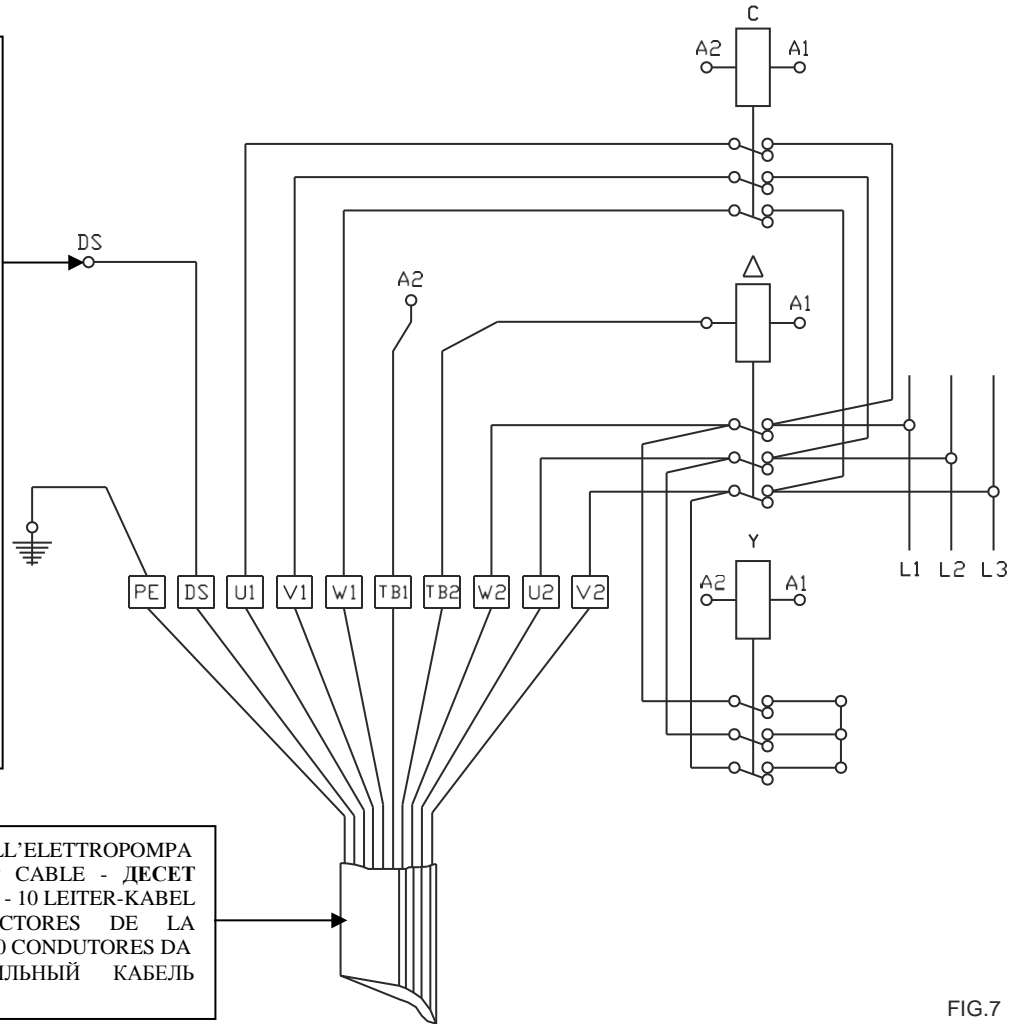 C
A2 A1
DS
A2
Δ
A1
L1 L2 L3
Y
A2 A1
PE DS U1 V1 W1 TB1 TB2 W2 U2 V2
LL'ELETTROPOMPA
CABLE - ДЕСЕТ
- 10 LEITER-KABEL
CTORES DE LA
0 CONDUTORES DA
ИЛЬНЫЙ КАБЕЛЬ
FIG.7